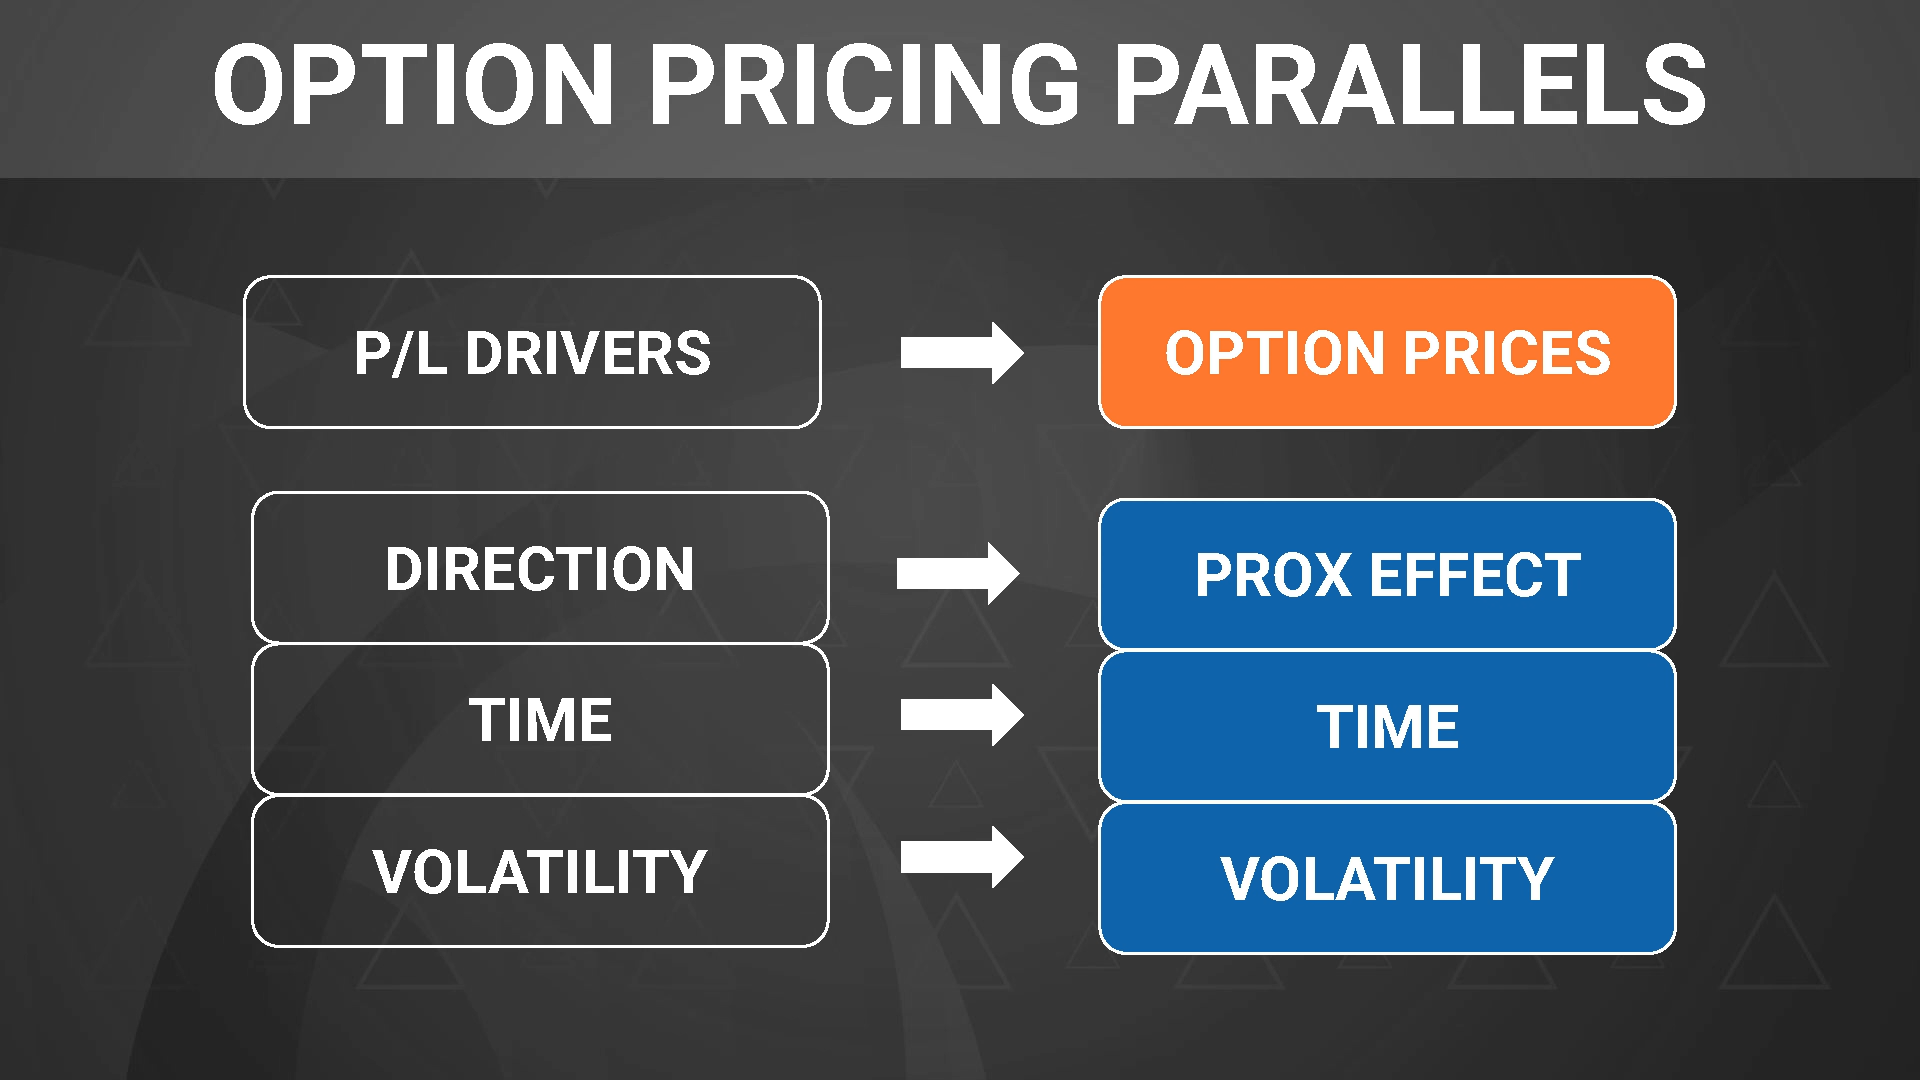 OPTION PRICING PARALLELS
P/L DRIVERS
OPTION PRICES
DIRECTION
PROX EFFECT
TIME
TIME
VOLATILITY
VOLATILITY